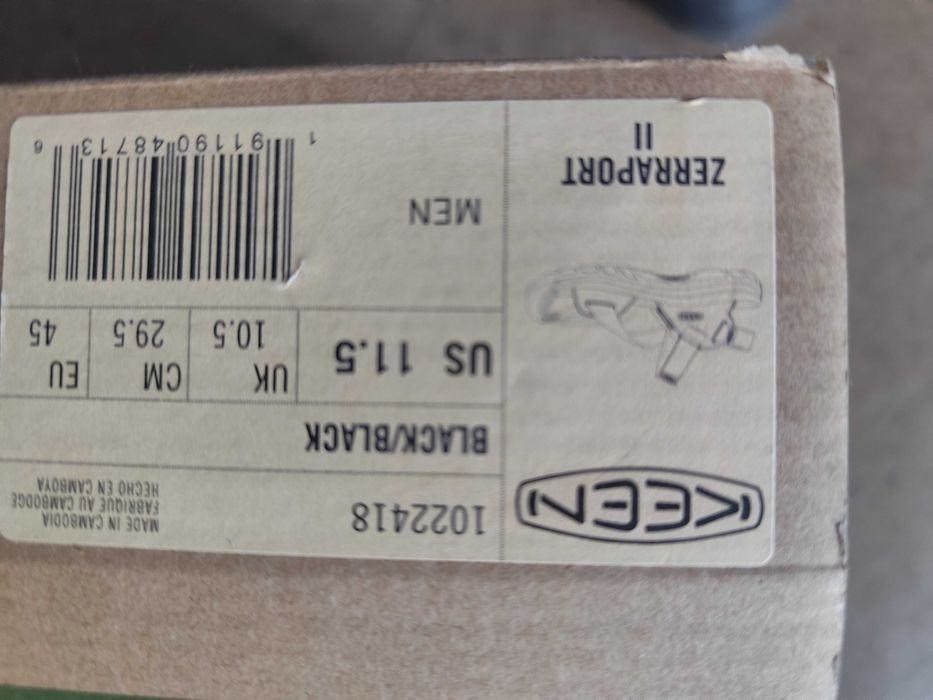 KEEN
1022418
MADE IN CAMBODIA
FABRIQUE AU CAMBODGE
HECHO EN CAMBOYA
BLACK/BLACK
US 11.5
UK
10.5
CM
29.5
EU
45
MEN
ZERRAPORT
II
1 91190 48713 6